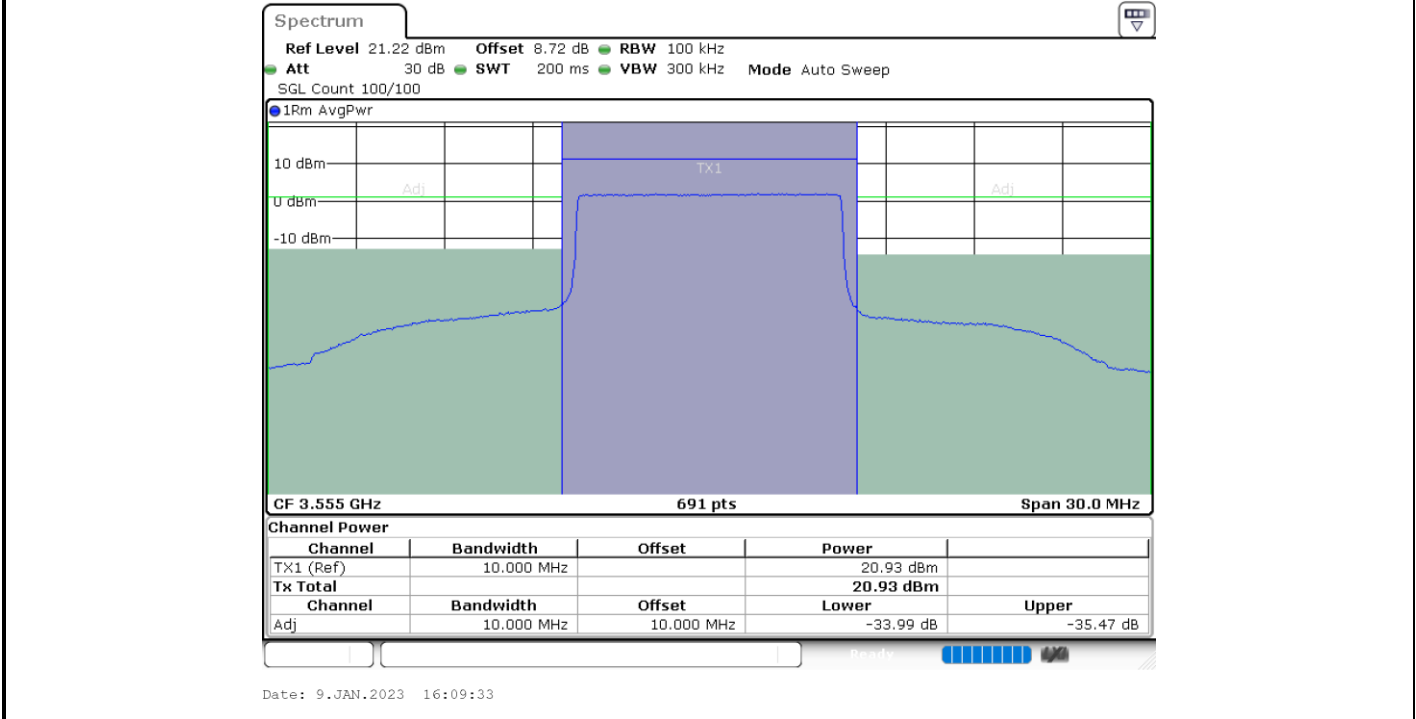 Spectrum
Ref Level 21.22 dBm Offset 8.72 dB RBW 100 kHz
Att 30 dB SWT 200 ms VBW 300 kHz Mode Auto Sweep
SGL Count 100/100
1Rm AvgPwr
10 dBm
TX1
Adj Adj
0 dBm
-10 dBm
CF 3.555 GHz 691 pts Span 30.0 MHz
Channel Power
Channel Bandwidth Offset Power
TX1 (Ref) 10.000 MHz 20.93 dBm
Tx Total 20.93 dBm
Channel Bandwidth Offset Lower Upper
Adj 10.000 MHz 10.000 MHz -33.99 dB -35.47 dB
Ready
Date: 9.JAN.2023 16:09:33